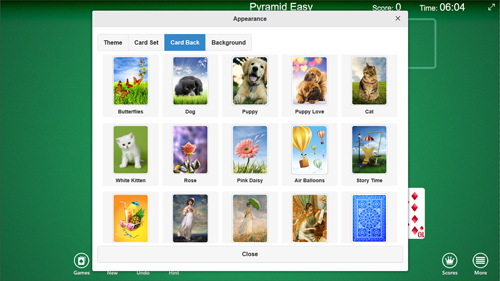 Pyramid Easy
Score: 0
Time: 06:04
Appearance
×
Theme
Card Set
Card Back
Background
Butterflies
Dog
Puppy
Puppy Love
Cat
White Kitten
Rose
Pink Daisy
Air Balloons
Story Time
Close
10
Games
New
Undo
Hint
Scores
More